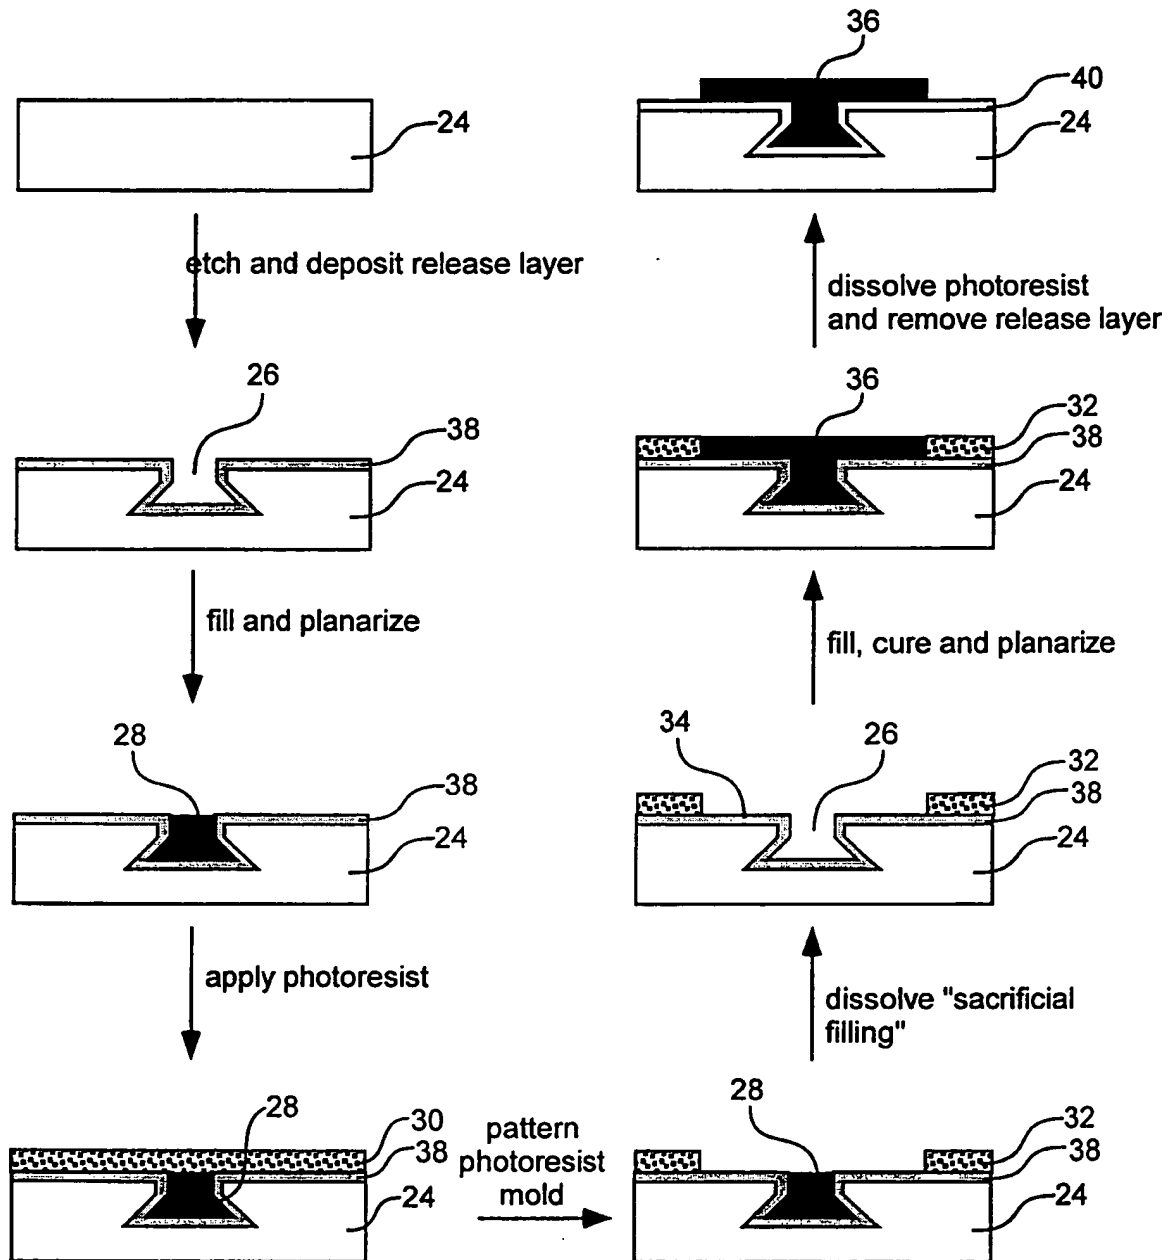 24
etch and deposit release layer
26
38
24
fill and planarize
28
38
24
apply photoresist
28
30
38
24
pattern
photoresist
mold
28
32
38
24
dissolve "sacrificial
filling"
34
26
32
38
24
fill, cure and planarize
36
32
38
24
dissolve photoresist
and remove release layer
36
40
24